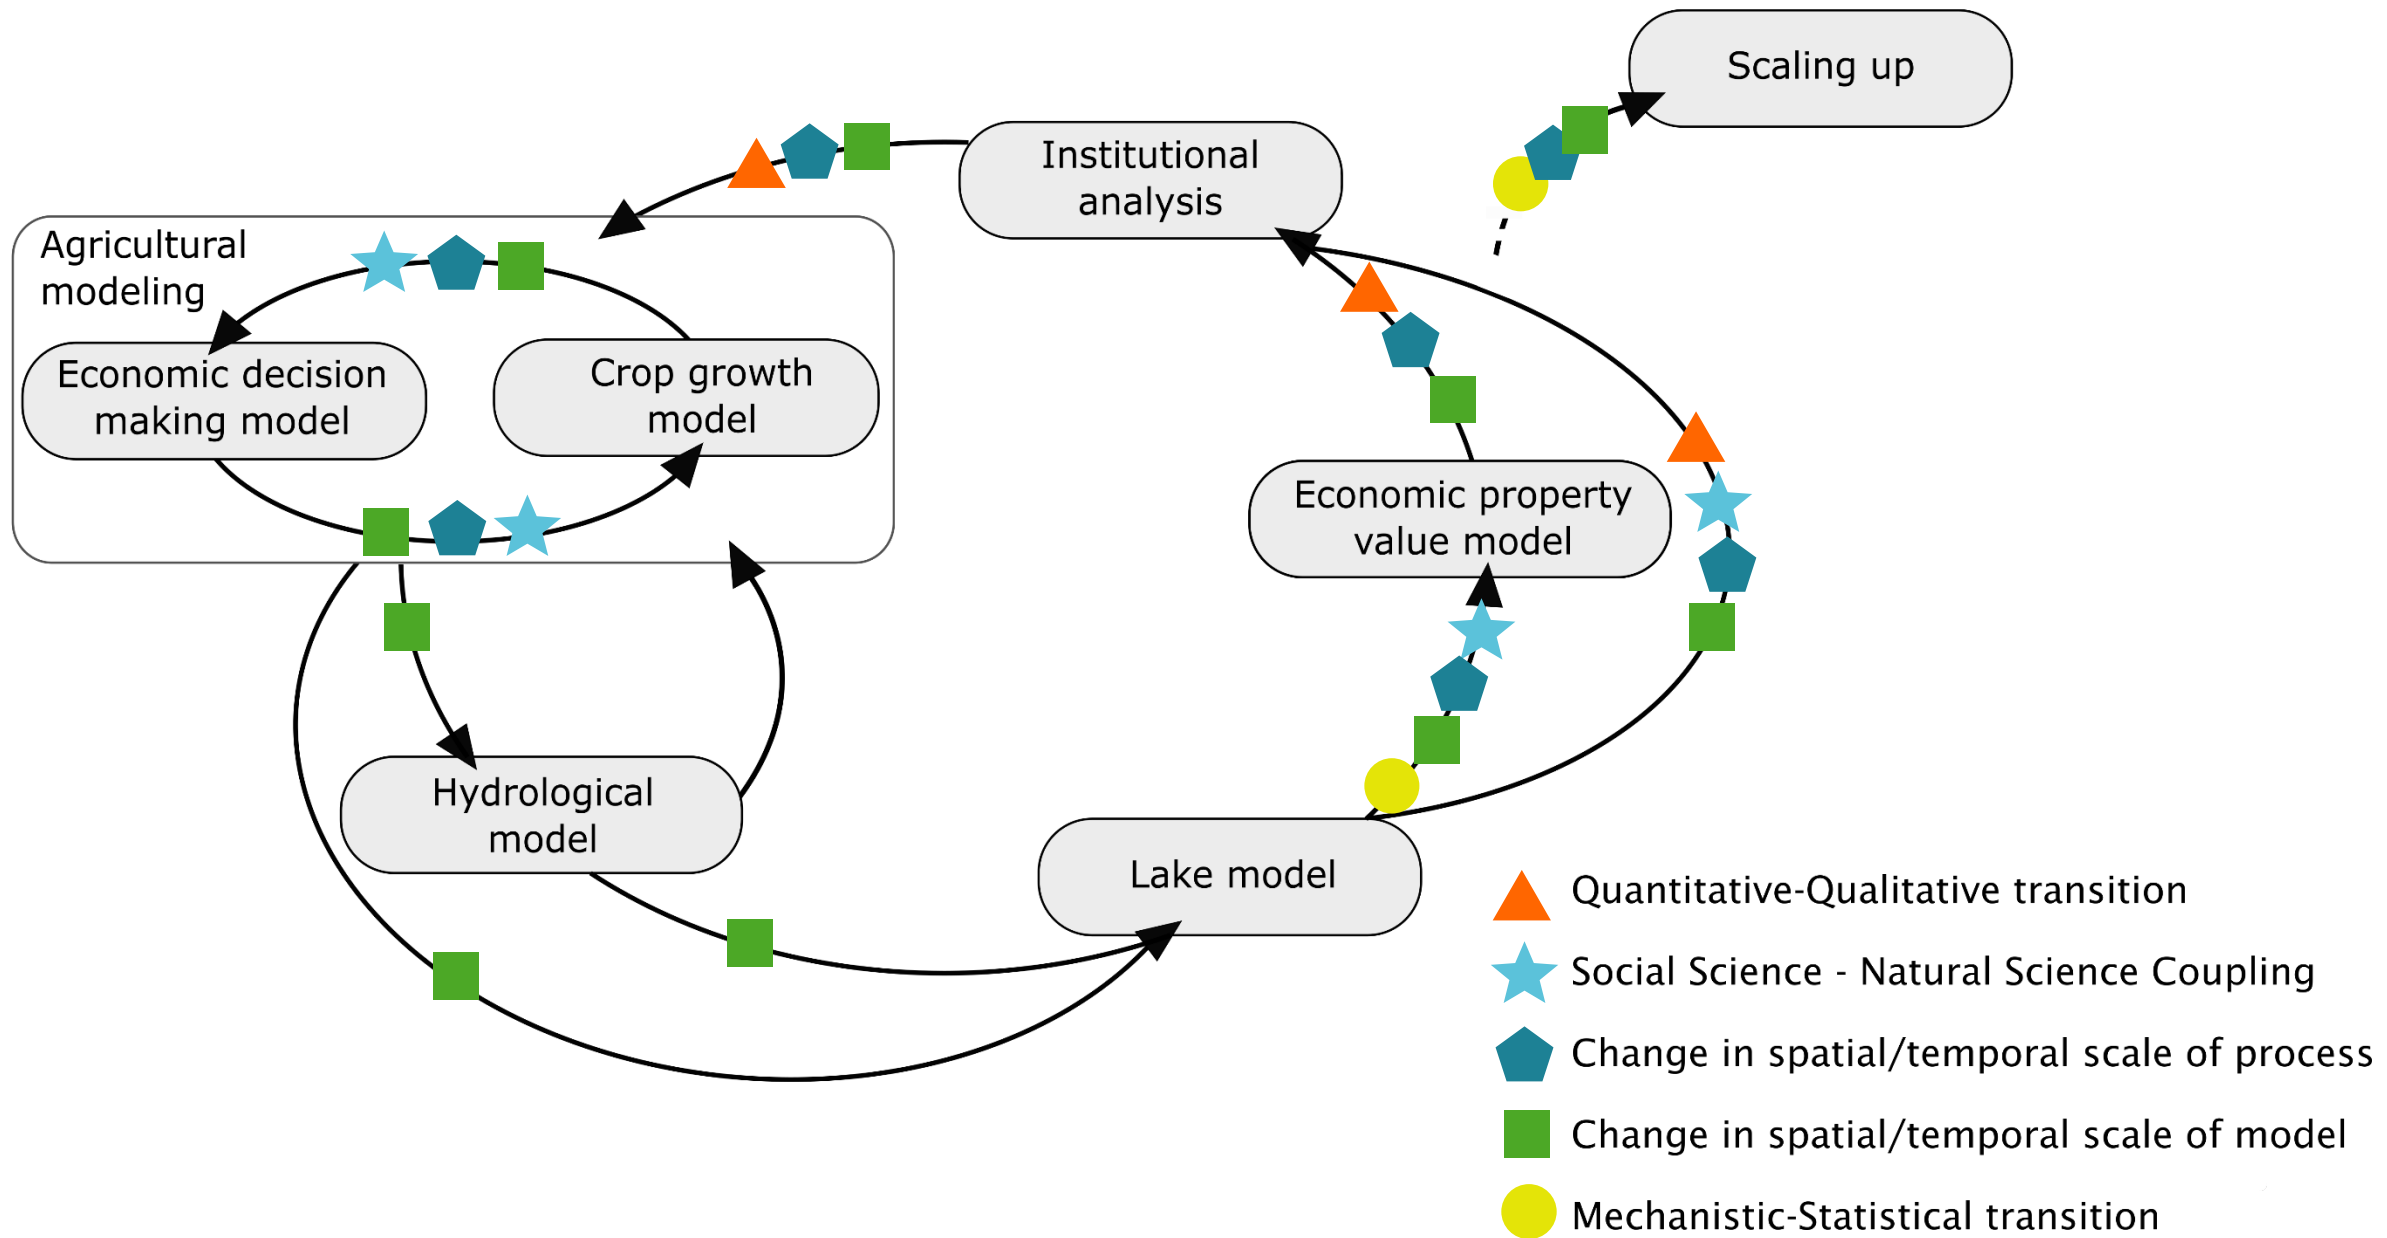 Scaling up
Institutional
analysis
Agricultural
modeling
Economic decision
making model
Crop growth
model
Economic property
value model
Hydrological
model
Lake model
Quantitative-Qualitative transition
Social Science - Natural Science Coupling
Change in spatial/temporal scale of process
Change in spatial/temporal scale of model
Mechanistic-Statistical transition